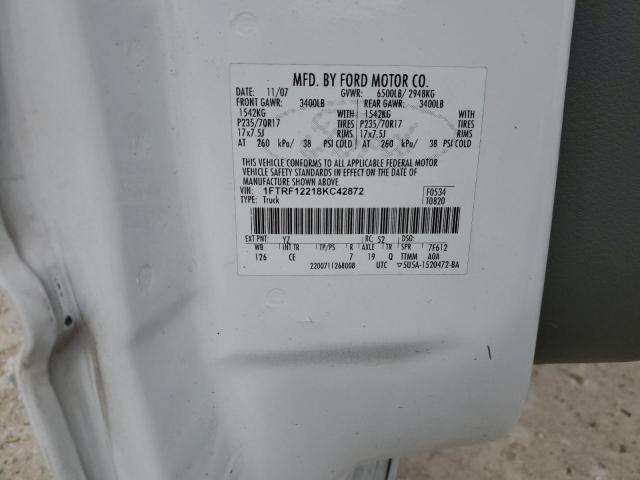 MFD. BY FORD MOTOR CO.
DATE: 11/07 GVWR: 6500LB/ 2948KG
FRONT GAWR: 3400LB REAR GAWR: 3400LB
1542KG WITH 1542KG WITH
P235/70R17 TIRES P235/70R17 TIRES
17x7.5J RIMS 17x7.5J RIMS
AT 260 kPa/ 38 PSI COLD AT 260 kPa/ 38 PSI COLD
THIS VEHICLE CONFORMS TO ALL APPLICABLE FEDERAL MOTOR
VEHICLE SAFETY STANDARDS IN EFFECT ON THE DATE OF
MANUFACTURE SHOWN ABOVE.
VIN: 1FTRF12218KC42872 F0534
TYPE: Truck T0820
EXT PNT: YZ RC: 52 DSO:
WB INT TR TP/PS R AXLE TR SPR 7F612
126 CE 7 19 Q TTMM AQA
2200711268008 UTC ▽5U5A-1520472-BA